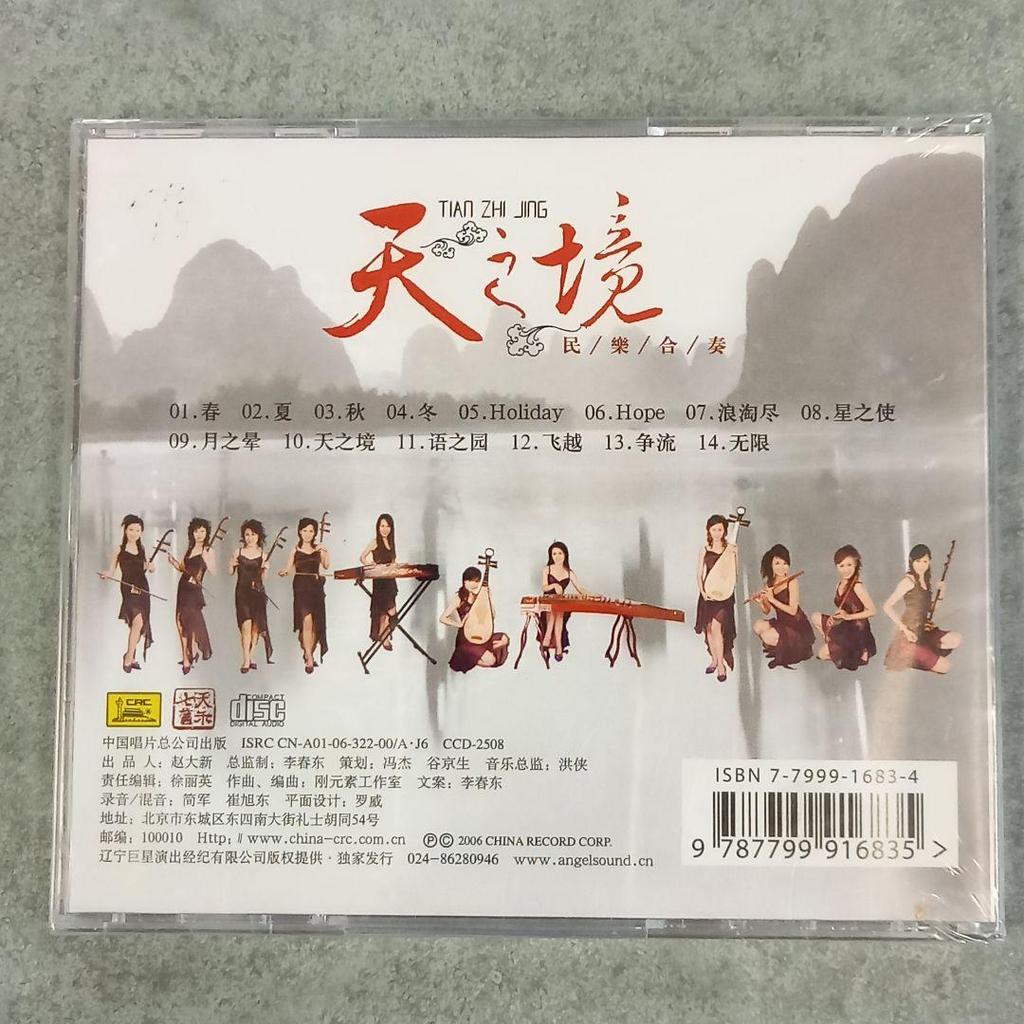 TIAN ZHI JING
天之境
民/樂/合/奏
01.春 02.夏 03.秋 04.冬 05.Holiday 06.Hope 07.浪淘尽 08.星之使
09.月之晕 10.天之境 11.语之园 12.飞越 13.争流 14.无限
CRC
COMPACT
disc
DIGITAL AUDIO
中国唱片总公司出版 ISRC CN-A01-06-322-00/A·J6 CCD-2508
出 品 人：赵大新 总监制：李春东 策划：冯杰 谷京生 音乐总监：洪侠
责任编辑：徐丽英 作曲、编曲：刚元素工作室 文案：李春东
录音/混音：简军 崔旭东 平面设计：罗威
地址：北京市东城区东四南大街礼士胡同54号
邮编：100010 Http：// www.china-crc.com.cn ℗© 2006 CHINA RECORD CORP.
辽宁巨星演出经纪有限公司版权提供·独家发行 024-86280946 www.angelsound.cn
ISBN 7-7999-1683-4
9 787799 916835 >